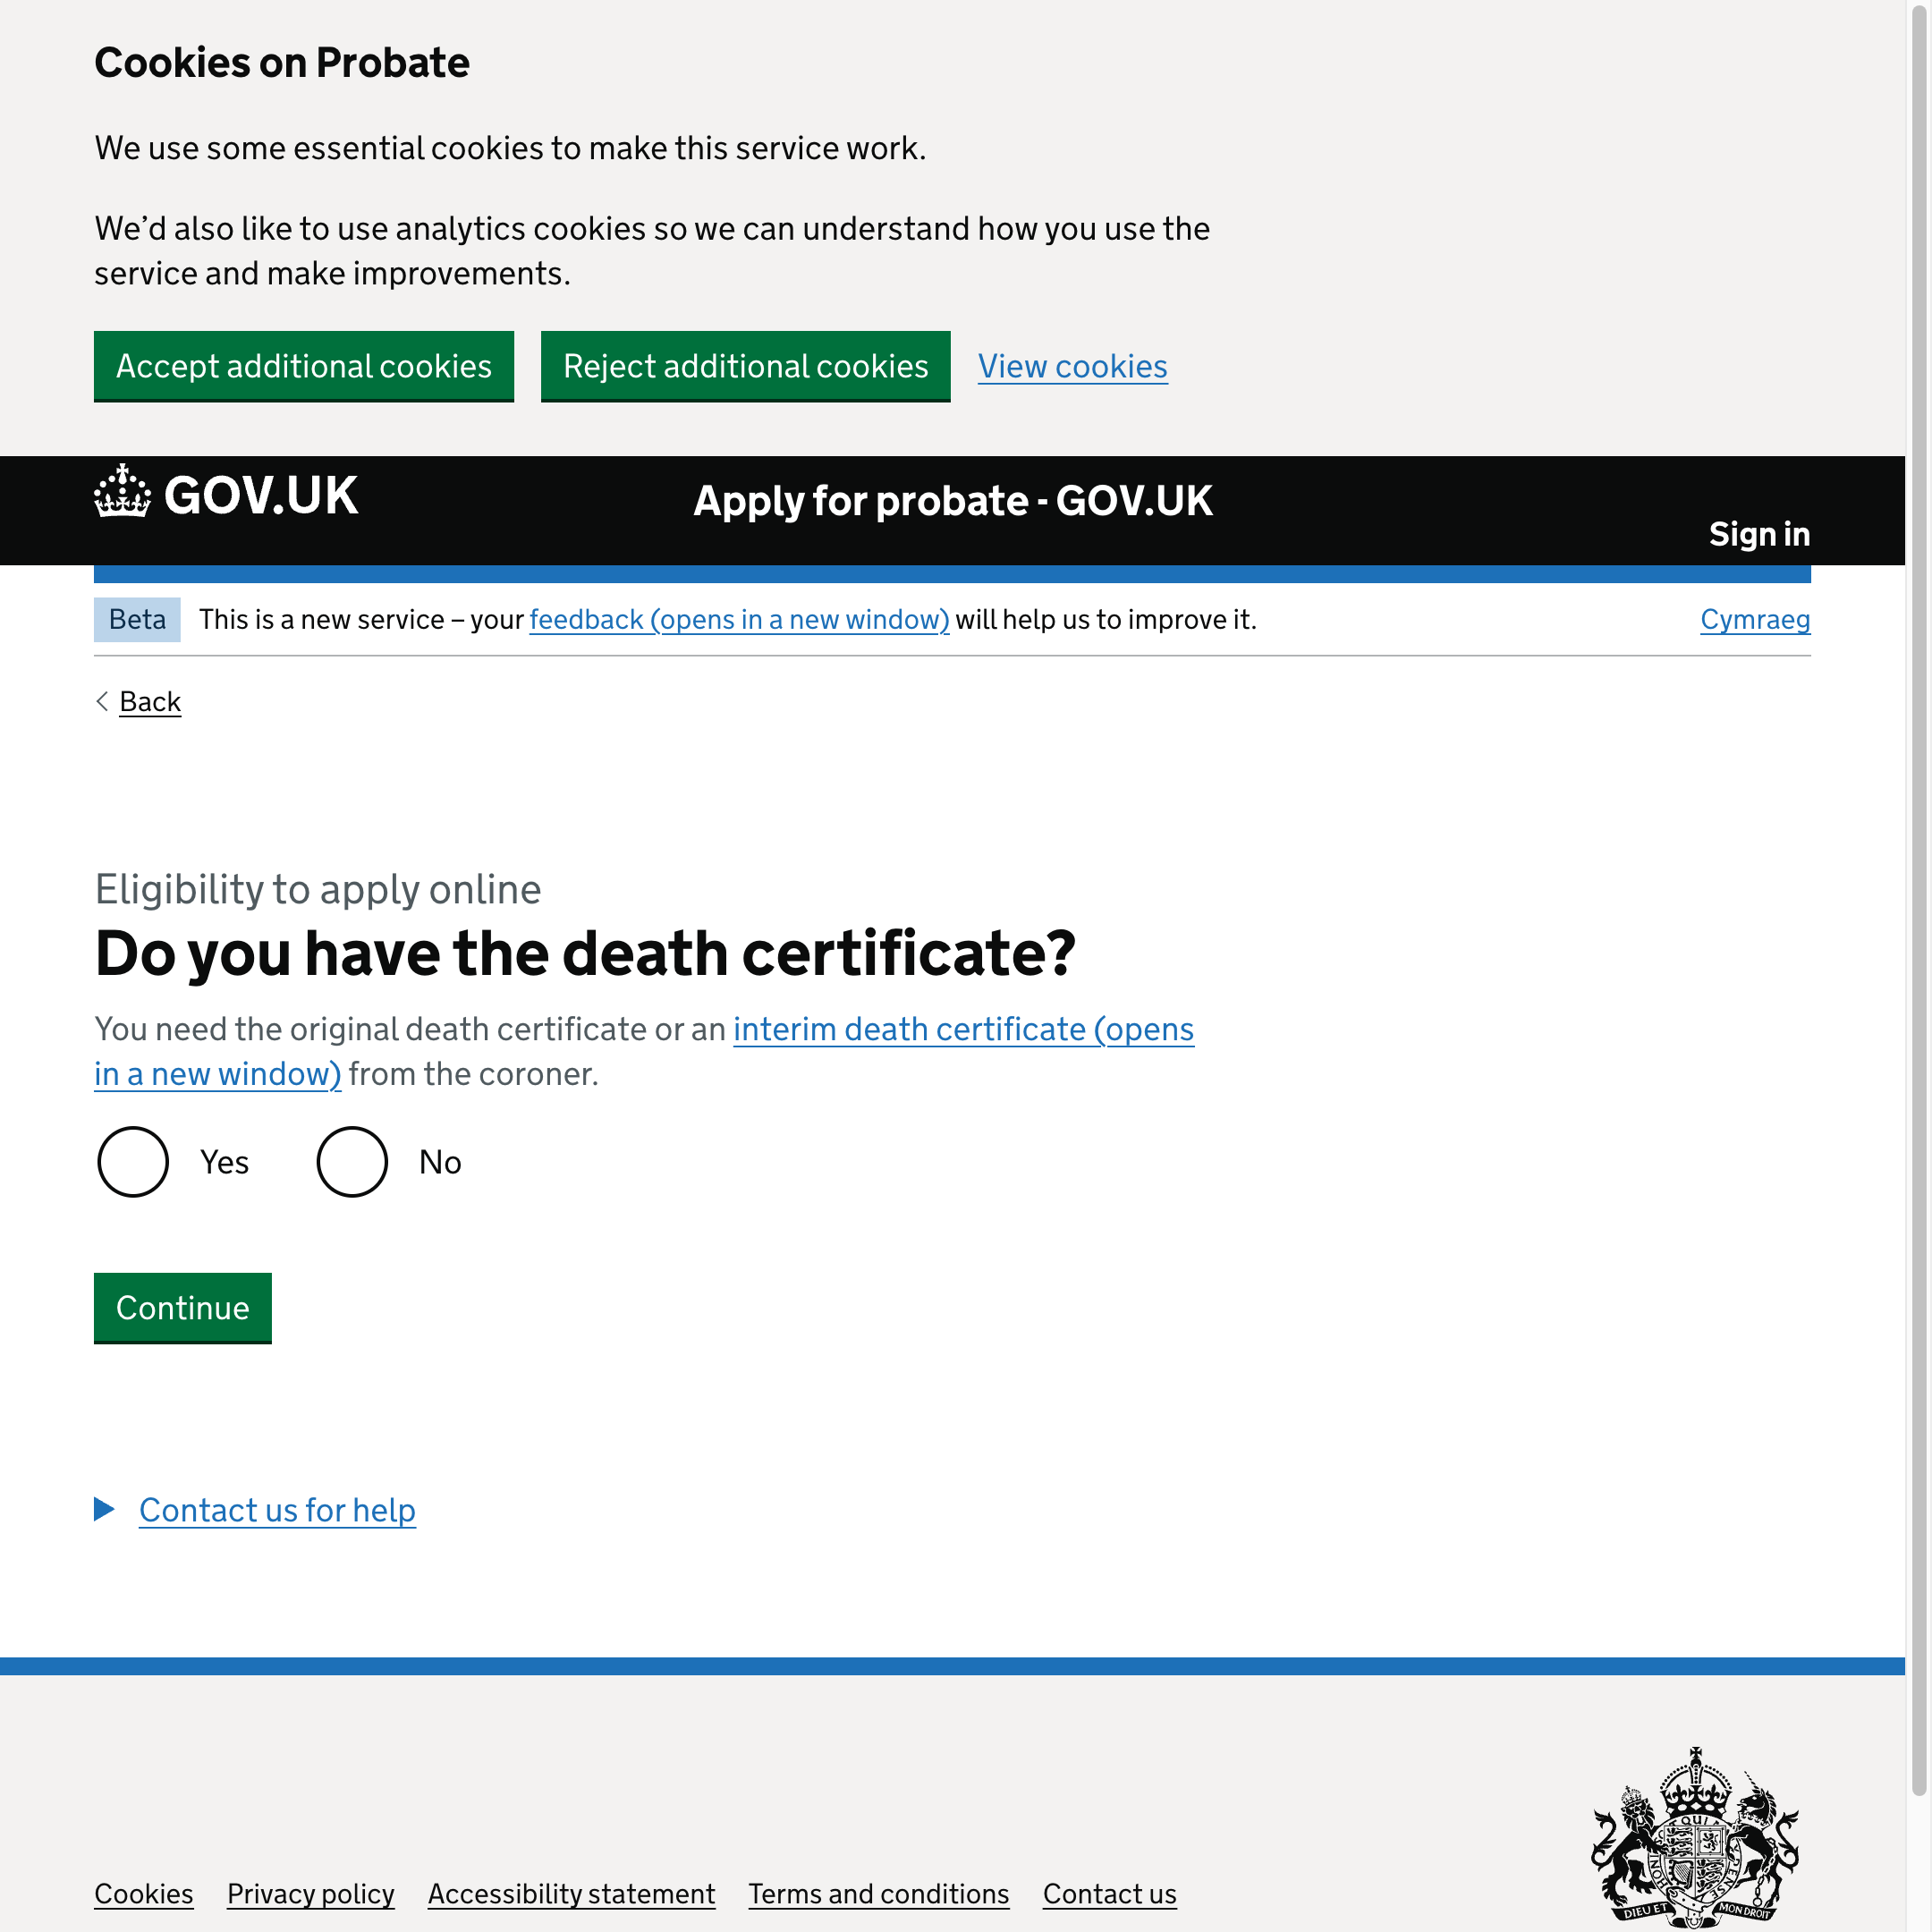 Cookies on Probate
We use some essential cookies to make this service work.
We’d also like to use analytics cookies so we can understand how you use the
service and make improvements.
Accept additional cookies Reject additional cookies View cookies
GOV.UK Apply for probate - GOV.UK
Sign in
Beta This is a new service – your feedback (opens in a new window) will help us to improve it. Cymraeg
Back
Eligibility to apply online
Do you have the death certificate?
You need the original death certificate or an interim death certificate (opens
in a new window) from the coroner.
Yes No
Continue
Contact us for help
Cookies Privacy policy Accessibility statement Terms and conditions Contact us
DIEU ET MON DROIT